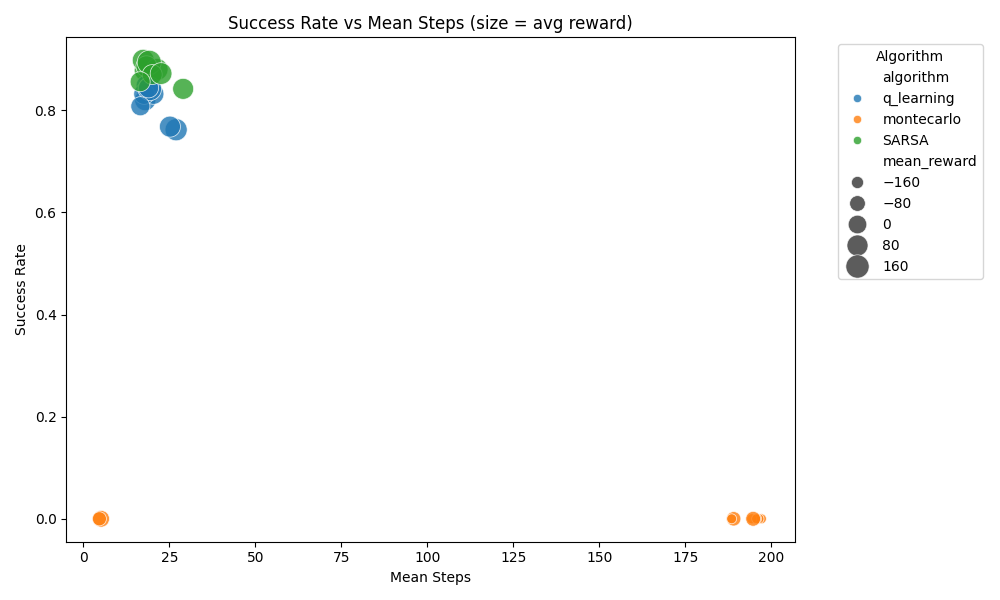 Success Rate vs Mean Steps (size = avg reward)
Success Rate
0.8
0.6
0.4
0.2
0.0
0
25
50
75
100
125
150
175
200
Mean Steps
Algorithm
algorithm
q_learning
montecarlo
SARSA
mean_reward
−160
−80
0
80
160